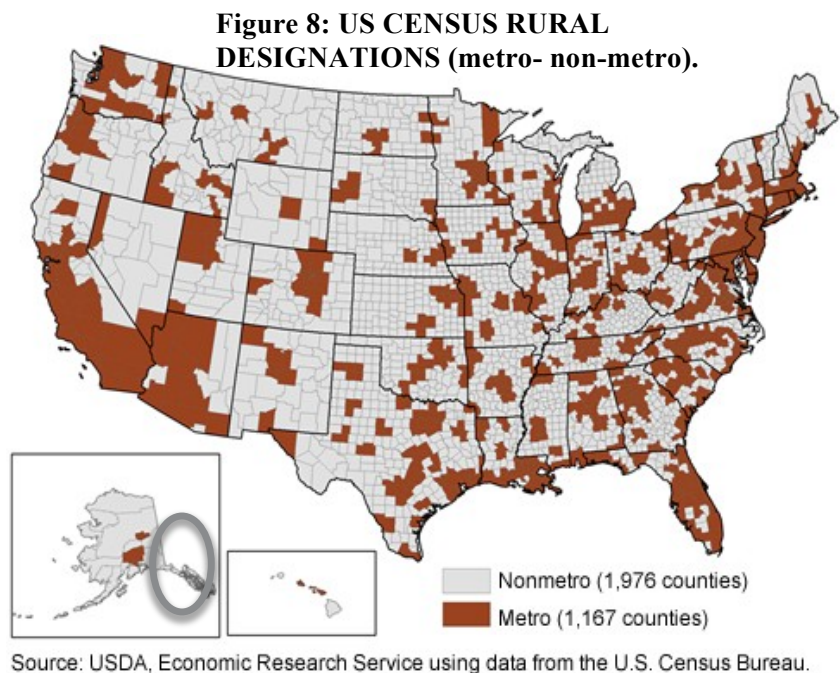 Figure 8: US CENSUS RURAL
DESIGNATIONS (metro- non-metro).
Nonmetro (1,976 counties)
Metro (1,167 counties)
Source: USDA, Economic Research Service using data from the U.S. Census Bureau.